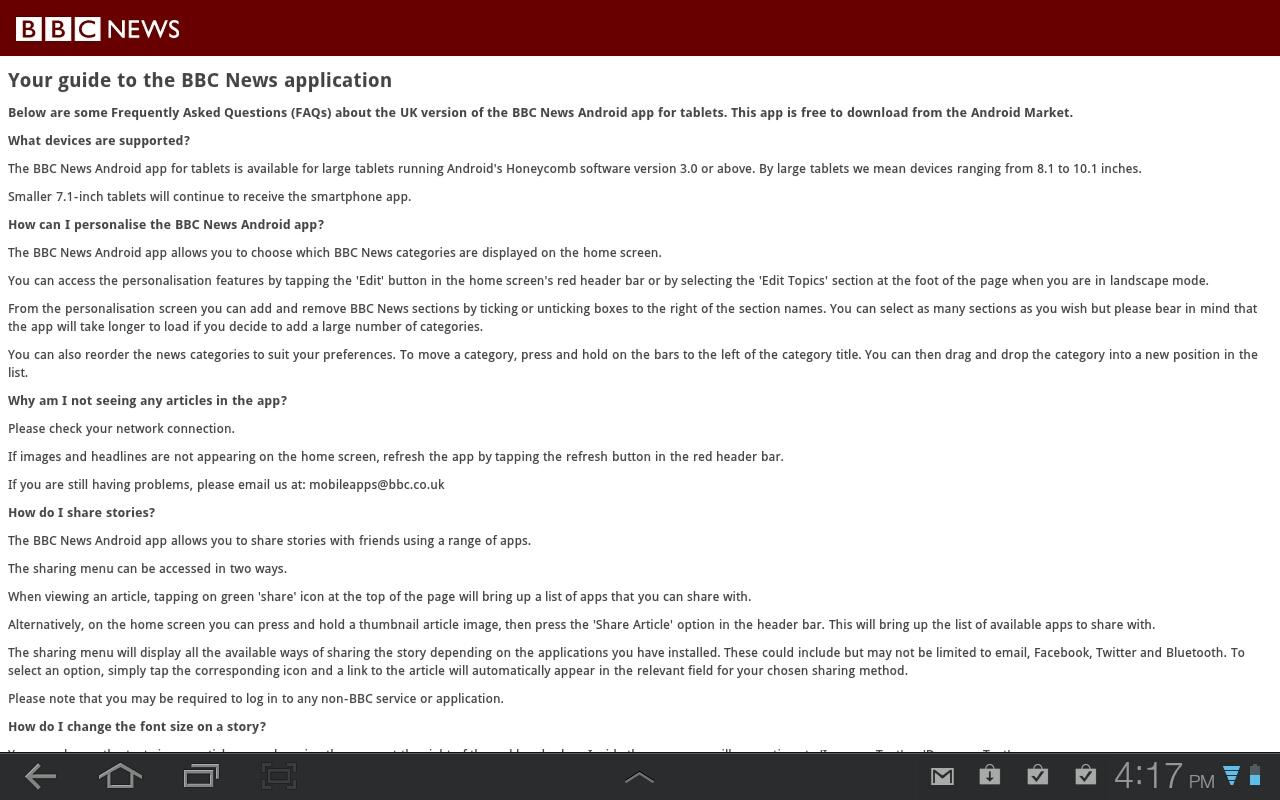 BBC NEWS
Your guide to the BBC News application
Below are some Frequently Asked Questions (FAQs) about the UK version of the BBC News Android app for tablets. This app is free to download from the Android Market.
What devices are supported?
The BBC News Android app for tablets is available for large tablets running Android's Honeycomb software version 3.0 or above. By large tablets we mean devices ranging from 8.1 to 10.1 inches.
Smaller 7.1-inch tablets will continue to receive the smartphone app.
How can I personalise the BBC News Android app?
The BBC News Android app allows you to choose which BBC News categories are displayed on the home screen.
You can access the personalisation features by tapping the 'Edit' button in the home screen's red header bar or by selecting the 'Edit Topics' section at the foot of the page when you are in landscape mode.
From the personalisation screen you can add and remove BBC News sections by ticking or unticking boxes to the right of the section names. You can select as many sections as you wish but please bear in mind that
the app will take longer to load if you decide to add a large number of categories.
You can also reorder the news categories to suit your preferences. To move a category, press and hold on the bars to the left of the category title. You can then drag and drop the category into a new position in the
list.
Why am I not seeing any articles in the app?
Please check your network connection.
If images and headlines are not appearing on the home screen, refresh the app by tapping the refresh button in the red header bar.
If you are still having problems, please email us at: mobileapps@bbc.co.uk
How do I share stories?
The BBC News Android app allows you to share stories with friends using a range of apps.
The sharing menu can be accessed in two ways.
When viewing an article, tapping on green 'share' icon at the top of the page will bring up a list of apps that you can share with.
Alternatively, on the home screen you can press and hold a thumbnail article image, then press the 'Share Article' option in the header bar. This will bring up the list of available apps to share with.
The sharing menu will display all the available ways of sharing the story depending on the applications you have installed. These could include but may not be limited to email, Facebook, Twitter and Bluetooth. To
select an option, simply tap the corresponding icon and a link to the article will automatically appear in the relevant field for your chosen sharing method.
Please note that you may be required to log in to any non-BBC service or application.
How do I change the font size on a story?
4:17 PM